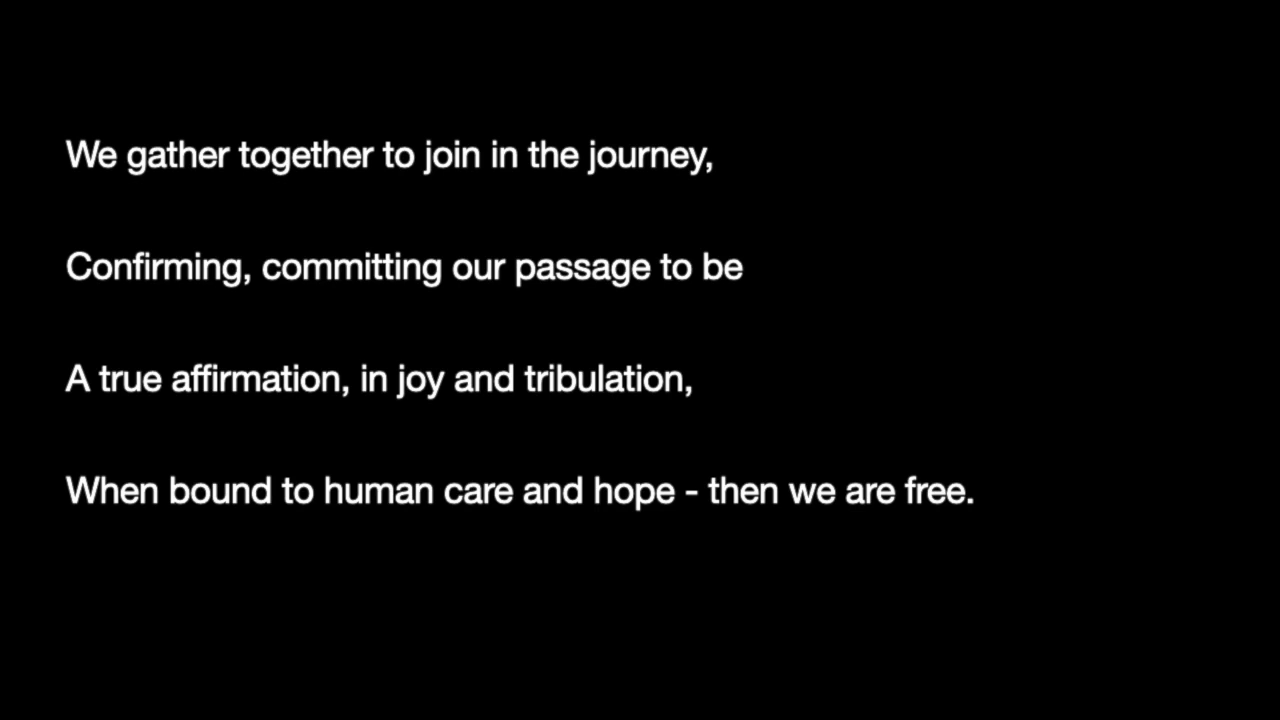 We gather together to join in the journey,
Confirming, committing our passage to be
A true affirmation, in joy and tribulation,
When bound to human care and hope - then we are free.